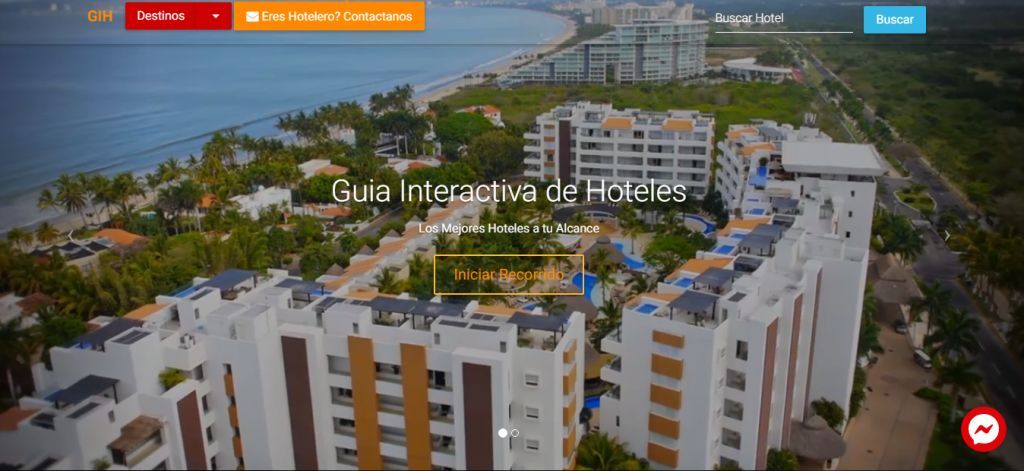 GIH
Destinos
Eres Hotelero? Contactanos
Buscar Hotel
Buscar
Guia Interactiva de Hoteles
Los Mejores Hoteles a tu Alcance
Iniciar Recorrido